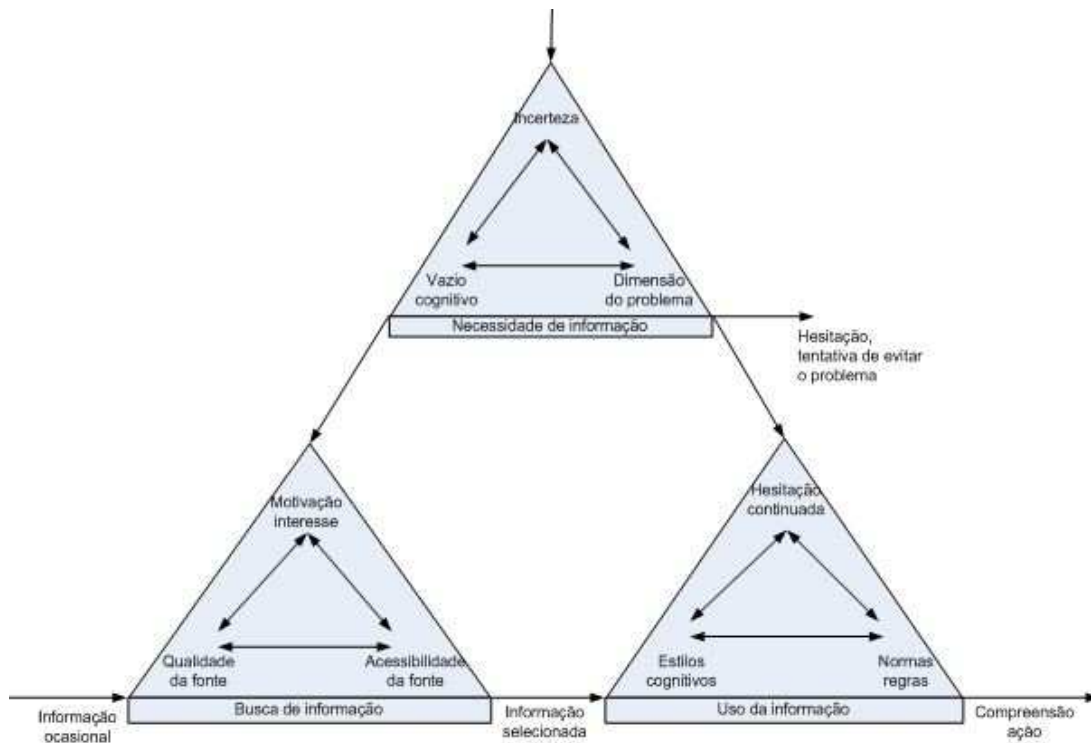 Incerteza
Vazio
cognitivo
Dimensão
do problema
Necessidade de informação
Hesitação,
tentativa de evitar
o problema
Motivação
interesse
Qualidade
da fonte
Acessibilidade
da fonte
Busca de informação
Hesitação
continuada
Estilos
cognitivos
Normas
regras
Uso da informação
Informação
ocasional
Informação
selecionada
Compreensão
ação